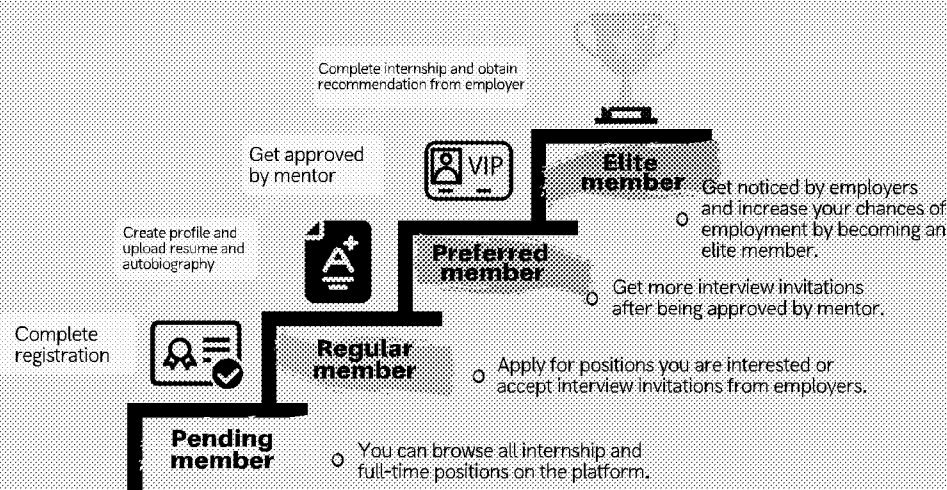 Complete internship and obtain
recommendation from employer
Get approved
by mentor
VIP
Elite
member
Get noticed by employers
and increase your chances of
employment by becoming an
elite member.
Create profile and
upload resume and
autobiography
A+
Preferred
member
Get more interview invitations
after being approved by mentor.
Complete
registration
Regular
member
Apply for positions you are interested or
accept interview invitations from employers.
Pending
member
You can browse all internship and
full-time positions on the platform.